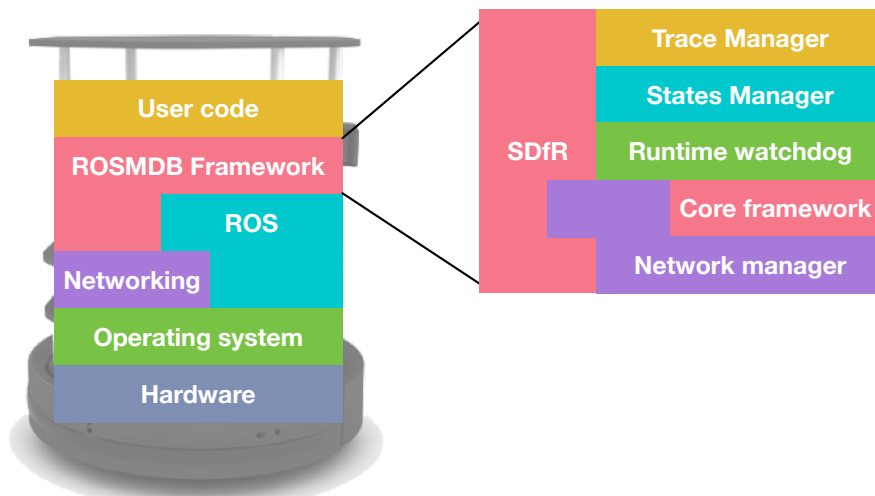 User code
ROSMDB Framework
ROS
Networking
Operating system
Hardware
SDfR
Trace Manager
States Manager
Runtime watchdog
Core framework
Network manager